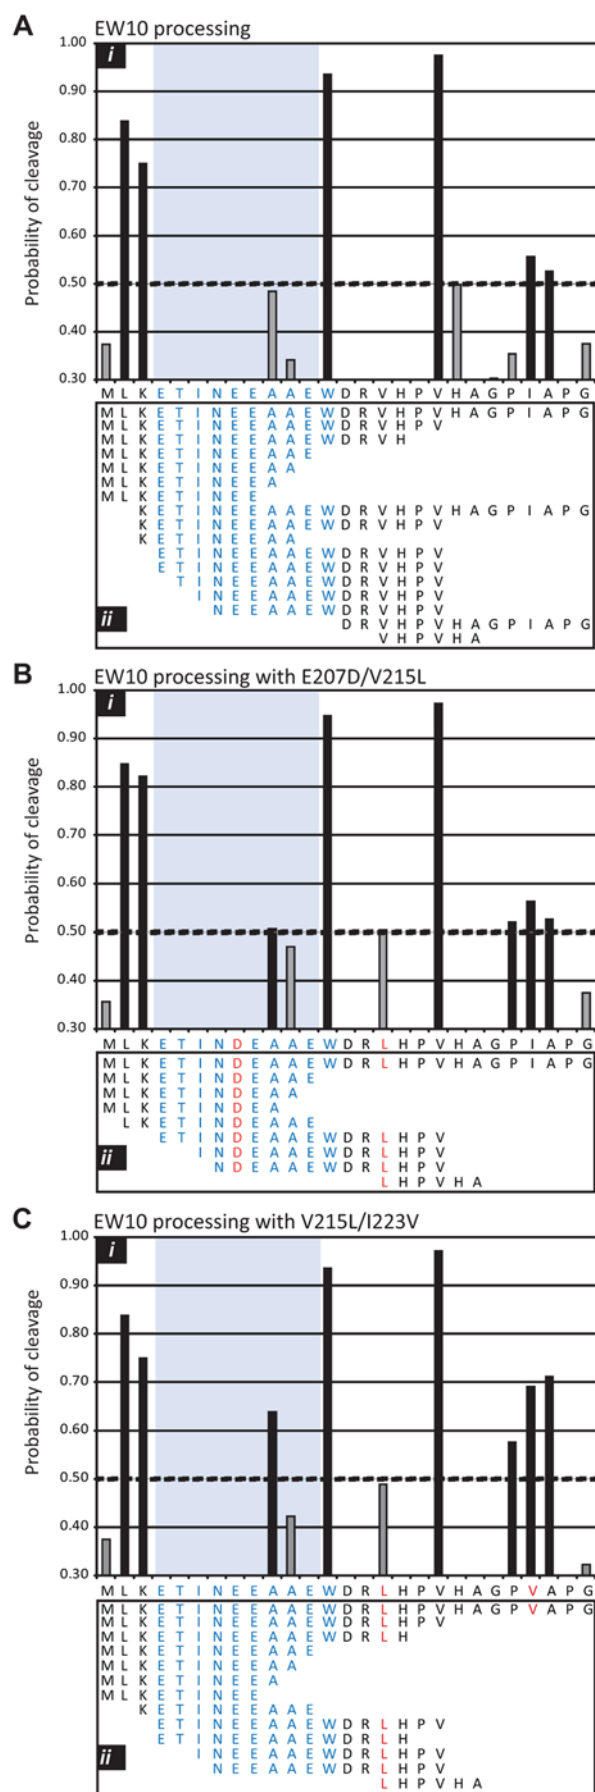 A EW10 processing
i
1.00
0.90
0.80
0.70
0.60
0.50
0.40
0.30
Probability of cleavage
M L K E T I N E E A A E W D R V H P V H A G P I A P G
M L K E T I N E E A A E W D R V H P V H A G P I A P G
M L K E T I N E E A A E W D R V H P V
M L K E T I N E E A A E W D R V H
M L K E T I N E E A A E
M L K E T I N E E A A
M L K E T I N E E A
M L K E T I N E E
K E T I N E E A A E W D R V H P V H A G P I A P G
K E T I N E E A A E W D R V H P V
K E T I N E E A A
E T I N E E A A E W D R V H P V
E T I N E E A A E W D R V H P V
T I N E E A A E W D R V H P V
I N E E A A E W D R V H P V
N E E A A E W D R V H P V
ii
D R V H P V H A G P I A P G
V H P V H A
B EW10 processing with E207D/V215L
i
1.00
0.90
0.80
0.70
0.60
0.50
0.40
0.30
Probability of cleavage
M L K E T I N D E A A E W D R L H P V H A G P I A P G
M L K E T I N D E A A E W D R L H P V H A G P I A P G
M L K E T I N D E A A E
M L K E T I N D E A A
M L K E T I N D E A
L K E T I N D E A A E
E T I N D E A A E W D R L H P V
I N D E A A E W D R L H P V
N D E A A E W D R L H P V
L H P V H A
ii
C EW10 processing with V215L/I223V
i
1.00
0.90
0.80
0.70
0.60
0.50
0.40
0.30
Probability of cleavage
M L K E T I N E E A A E W D R L H P V H A G P V A P G
M L K E T I N E E A A E W D R L H P V H A G P V A P G
M L K E T I N E E A A E W D R L H P V
M L K E T I N E E A A E W D R L H
M L K E T I N E E A A E
M L K E T I N E E A A
M L K E T I N E E A
M L K E T I N E E
K E T I N E E A A E
E T I N E E A A E W D R L H P V
E T I N E E A A E W D R L H
I N E E A A E W D R L H P V
N E E A A E W D R L H P V
L H P V H A
ii